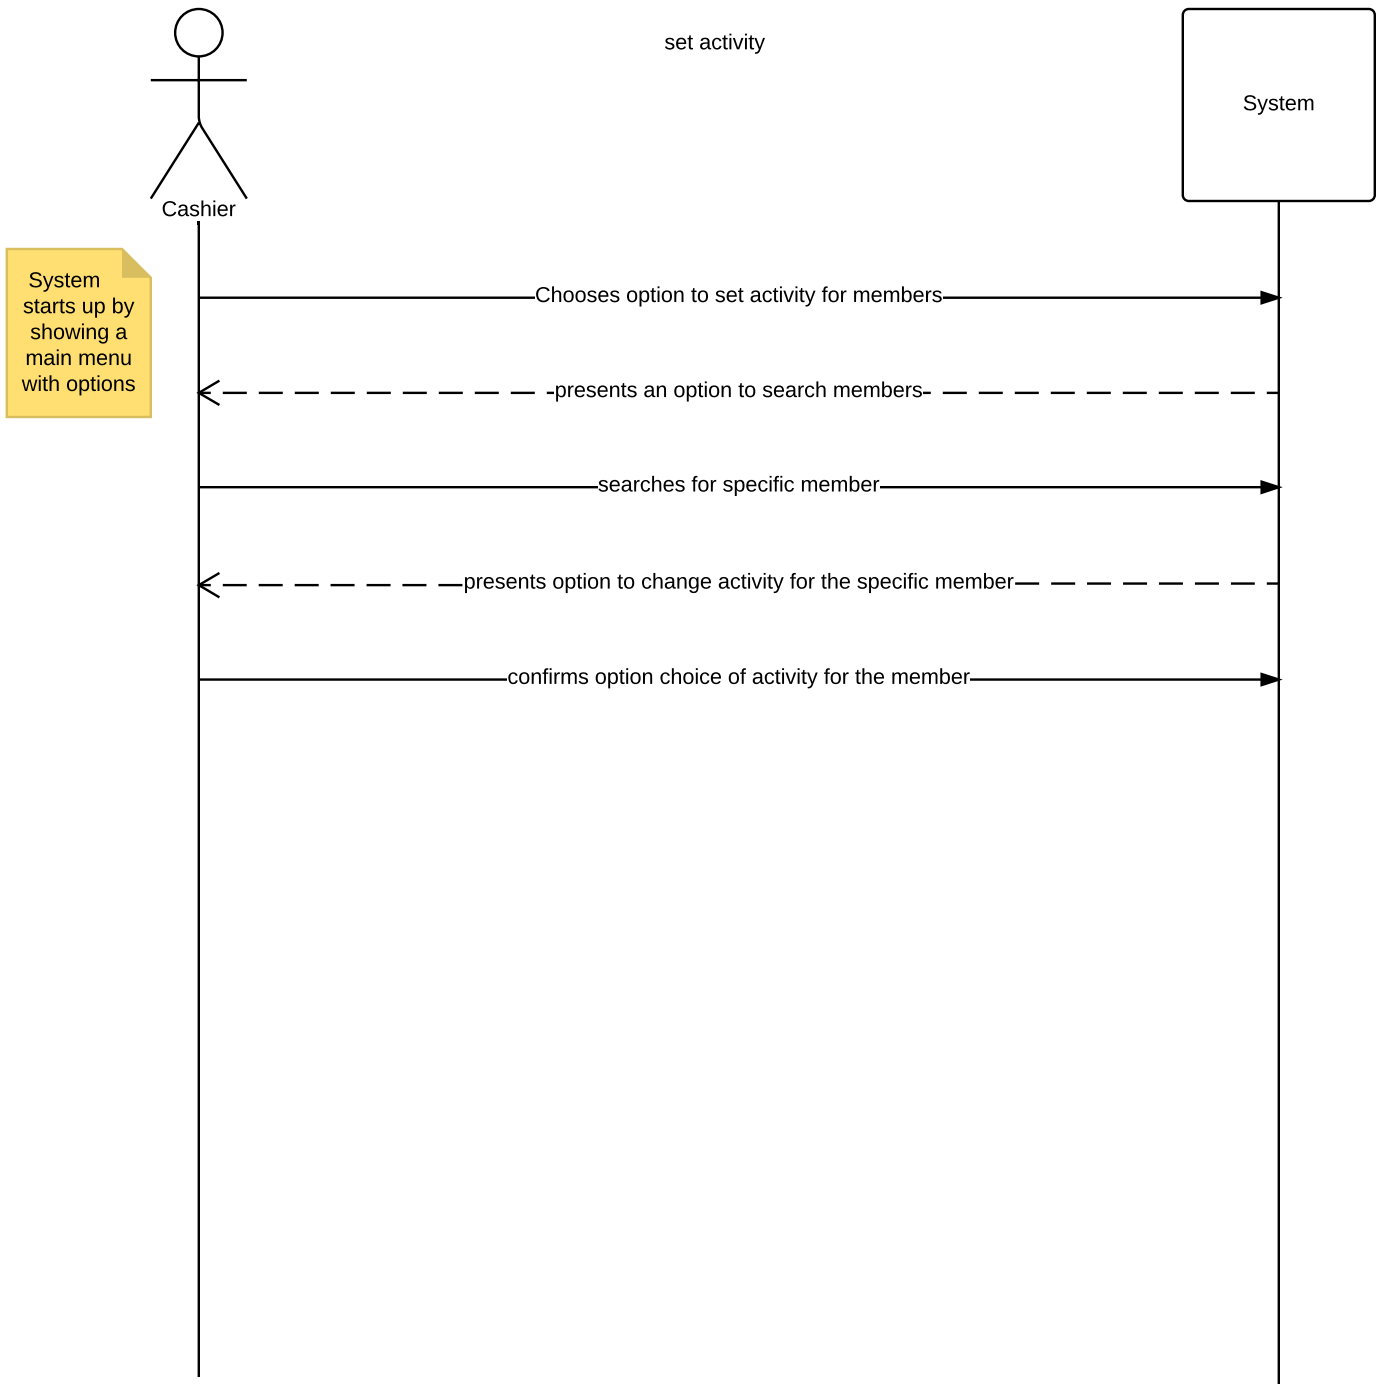 set activity
System
Cashier
System
starts up by
showing a
main menu
with options
Chooses option to set activity for members
presents an option to search members
searches for specific member
presents option to change activity for the specific member
confirms option choice of activity for the member